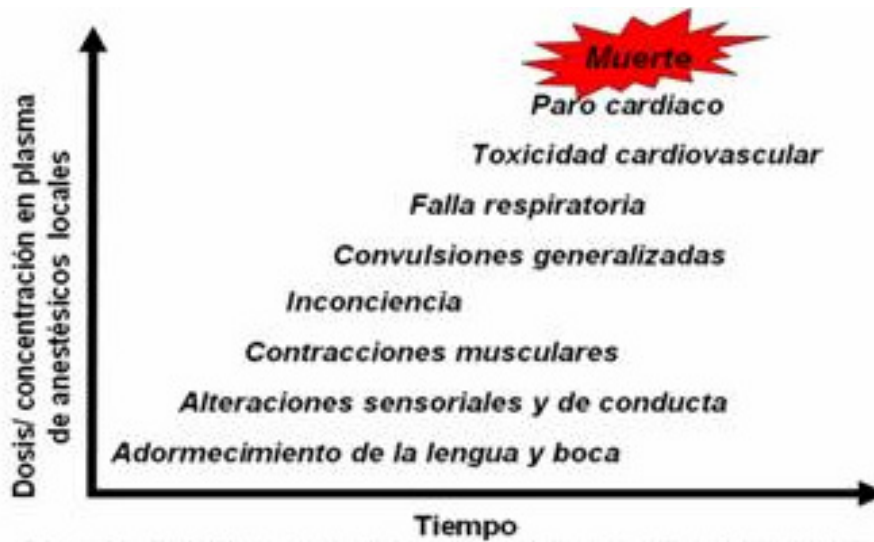 Muerte
Paro cardiaco
Toxicidad cardiovascular
Falla respiratoria
Convulsiones generalizadas
Inconciencia
Contracciones musculares
Alteraciones sensoriales y de conducta
Adormecimiento de la lengua y boca
Dosis/ concentración en plasma
de anestésicos locales
Tiempo